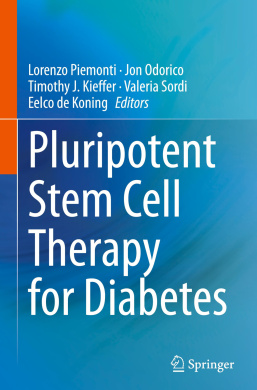 Lorenzo Piemonti · Jon Odorico
Timothy J. Kieffer · Valeria Sordi
Eelco de Koning Editors
Pluripotent
Stem Cell
Therapy
for Diabetes
Springer